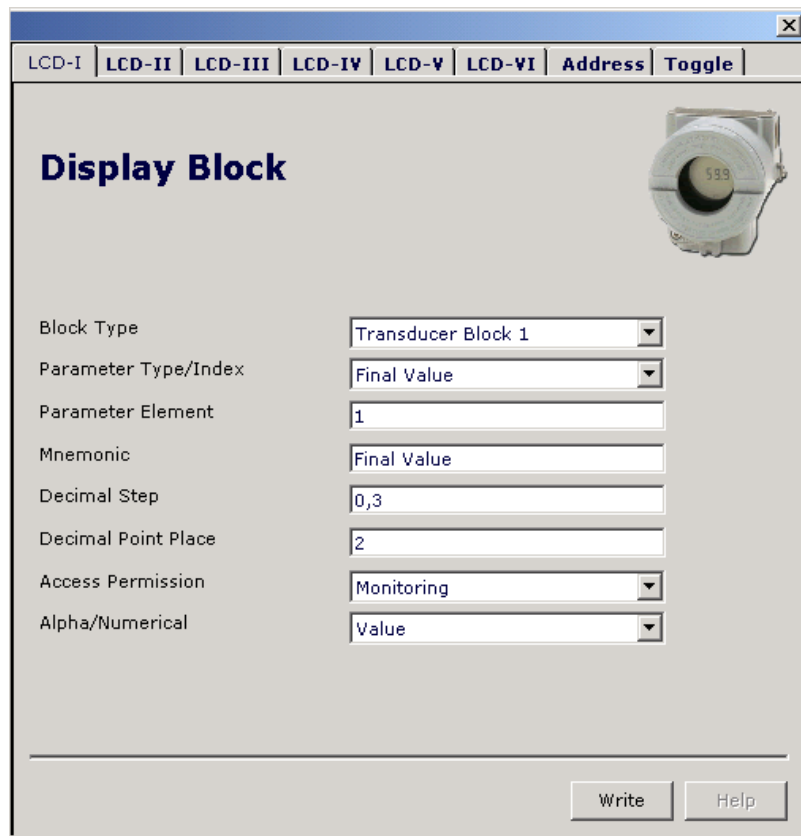 LCD-I LCD-II LCD-III LCD-IV LCD-V LCD-VI Address Toggle
Display Block
59.9
Block Type Transducer Block 1
Parameter Type/Index Final Value
Parameter Element 1
Mnemonic Final Value
Decimal Step 0,3
Decimal Point Place 2
Access Permission Monitoring
Alpha/Numerical Value
Write Help